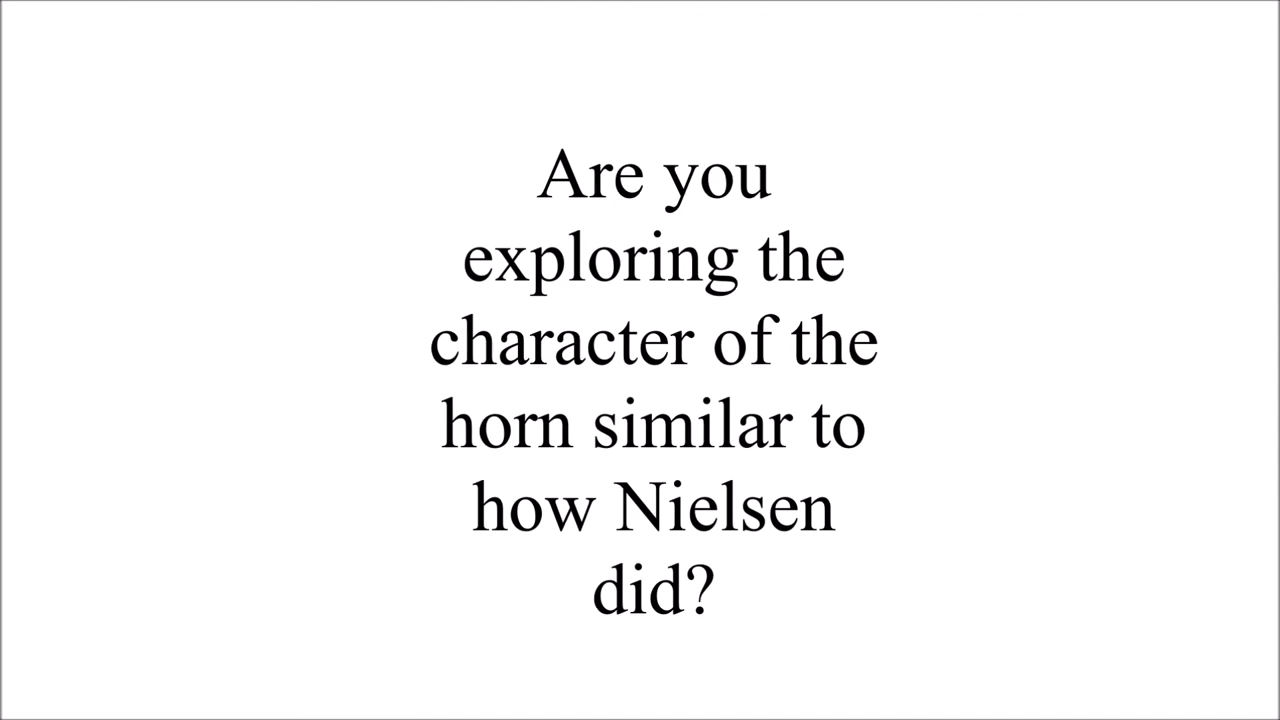 Are you
exploring the
character of the
horn similar to
how Nielsen
did?